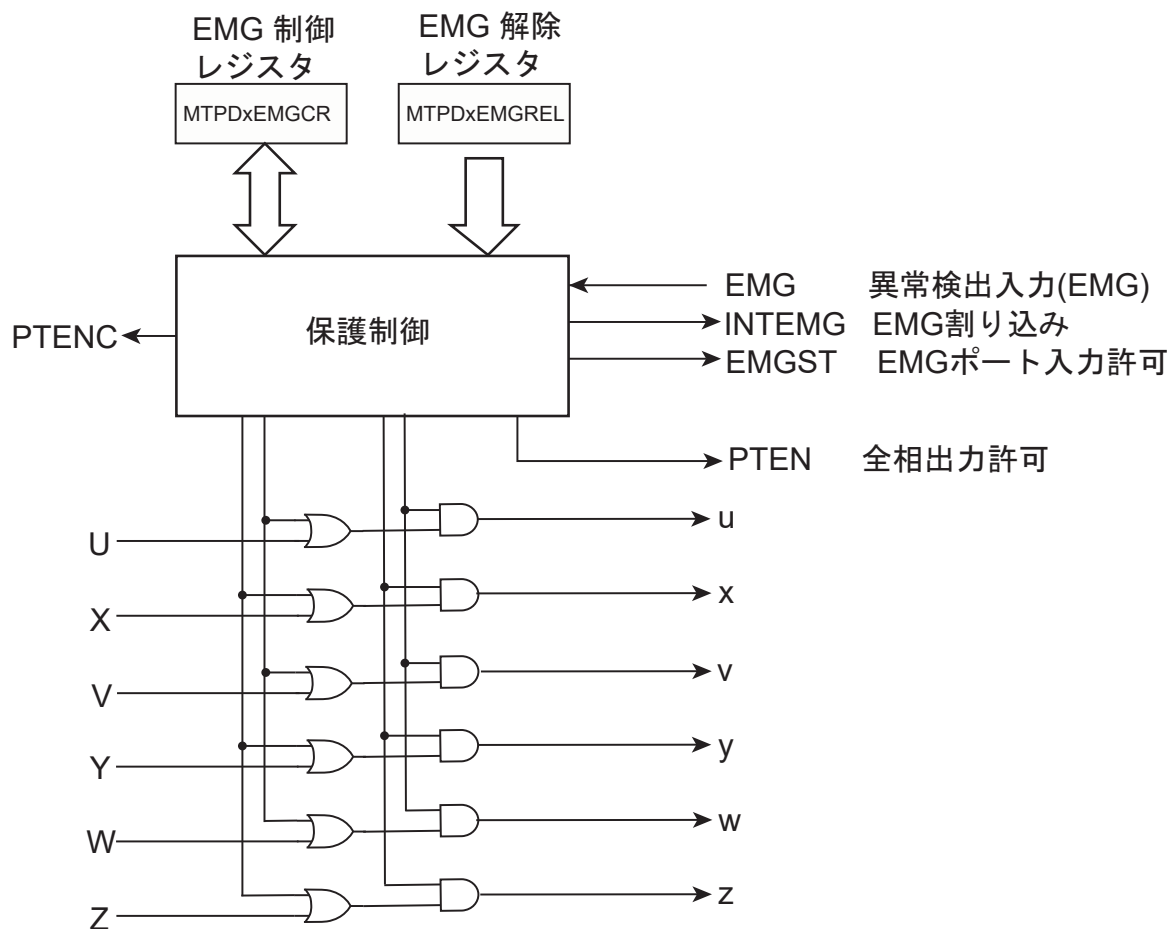 EMG 制御
レジスタ
EMG 解除
レジスタ
MTPDxEMGCR
MTPDxEMGREL
保護制御
PTENC
EMG 異常検出入力(EMG)
INTEMG EMG割り込み
EMGST EMGポート入力許可
PTEN 全相出力許可
U
u
X
x
V
v
Y
y
W
w
Z
z